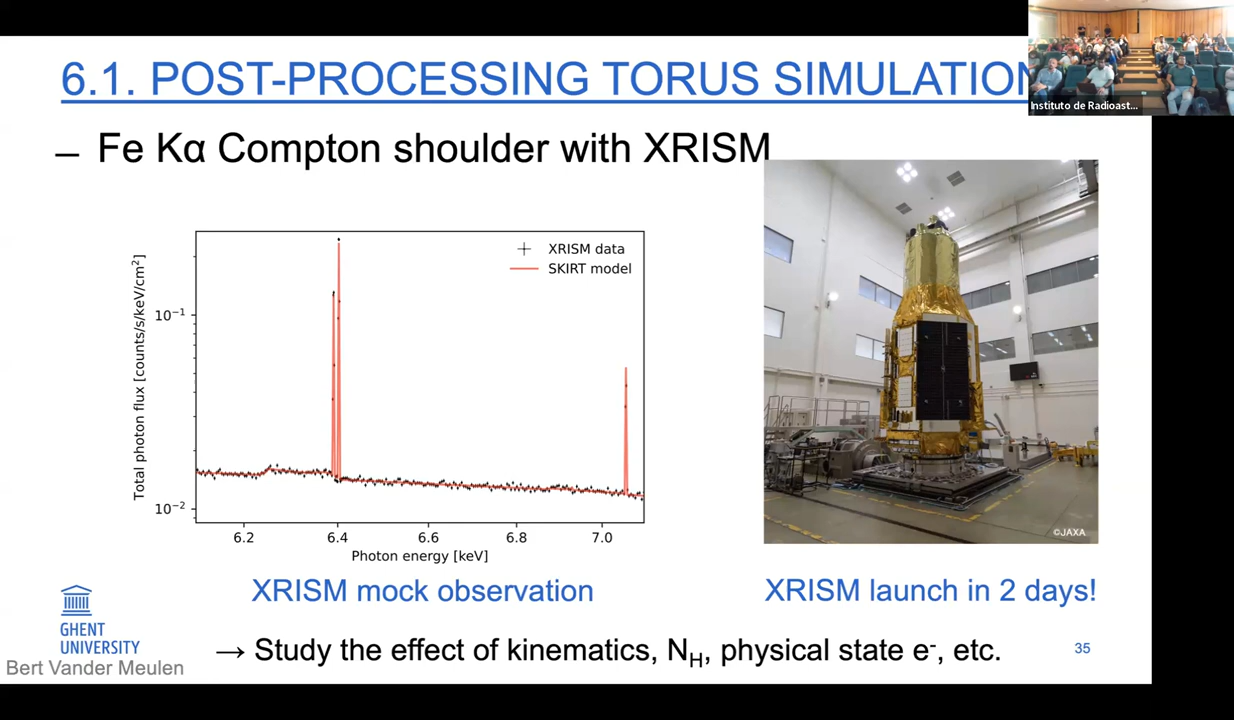 6.1. POST-PROCESSING TORUS SIMULATION
Instituto de Radioast...
– Fe Kα Compton shoulder with XRISM
XRISM data
SKIRT model
Total photon flux [counts/s/keV/cm²]
10⁻¹
10⁻²
6.2 6.4 6.6 6.8 7.0
Photon energy [keV]
©JAXA
XRISM mock observation
XRISM launch in 2 days!
GHENT
UNIVERSITY
→ Study the effect of kinematics, N_H, physical state e⁻, etc.
35
Bert Vander Meulen